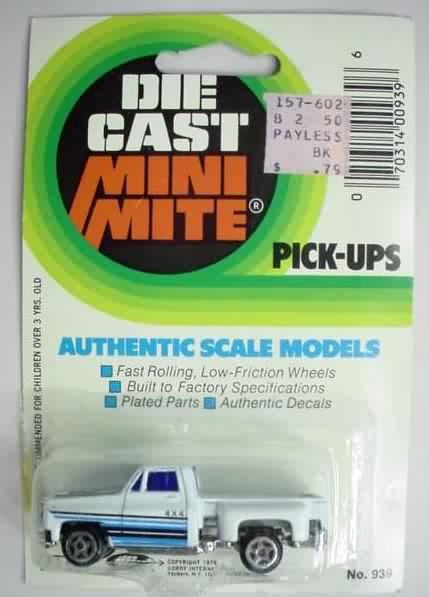 DIE
CAST
MINI
MITE®
157-602
B 2 50
PAYLESS
BK
$ .79
0 70314 00939 6
PICK-UPS
AUTHENTIC SCALE MODELS
Fast Rolling, Low-Friction Wheels
Built to Factory Specifications
Plated Parts Authentic Decals
OMMENDED FOR CHILDREN OVER 3 YRS. OLD
4X4
COPYRIGHT
No. 939